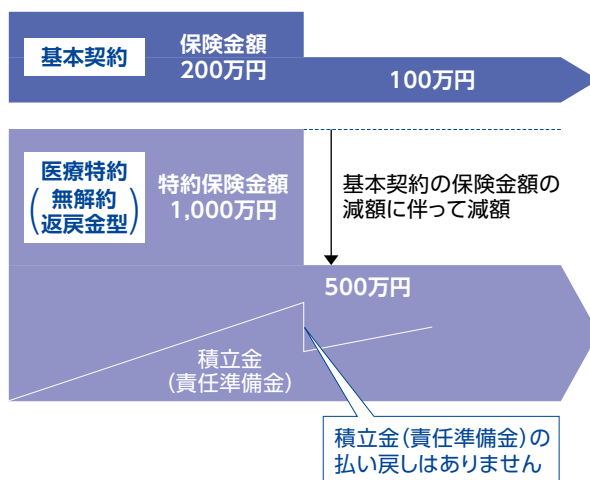 基本契約
保険金額
200万円
100万円
医療特約
(無解約
返戻金型)
特約保険金額
1,000万円
基本契約の保険金額の
減額に伴って減額
500万円
積立金
(責任準備金)
積立金(責任準備金)の
払い戻しはありません